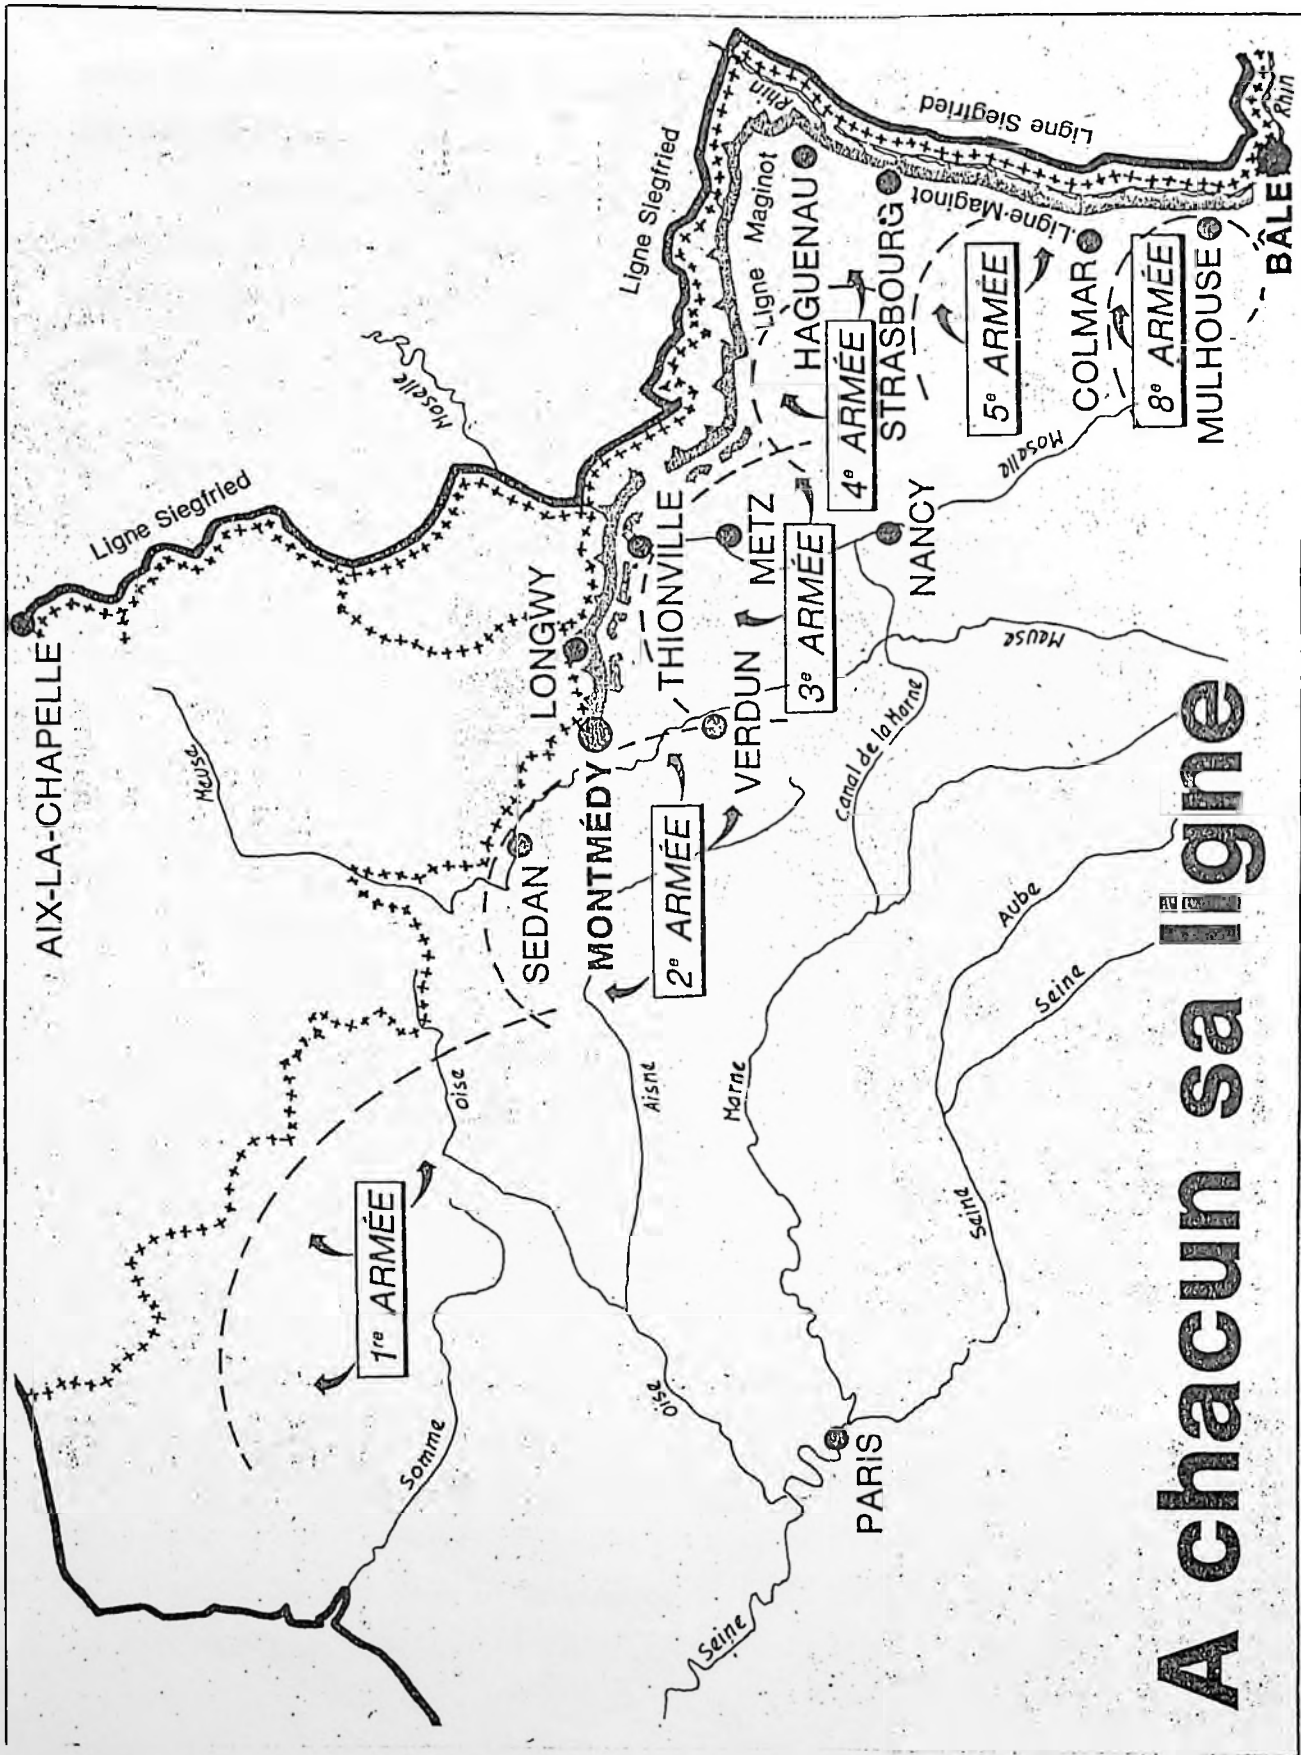 AIX-LA-CHAPELLE
Ligne Siegfried
Meuse
Moselle
Ligne Siegfried
LONGWY
SEDAN
MONTMÉDY
THIONVILLE
Ligne Maginot
Rhin
Ligne Siegfried
1re ARMÉE
Oise
Somme
Aisne
2e ARMÉE
VERDUN
METZ
3e ARMÉE
HAGUENAU
4e ARMÉE
STRASBOURG
Ligne-Maginot
Oise
Marne
Canal de la Marne
NANCY
5e ARMÉE
Moselle
COLMAR
Seine
PARIS
Seine
Aube
Seine
Meuse
8e ARMÉE
MULHOUSE
BÂLE
Rhin
A chacun sa ligne